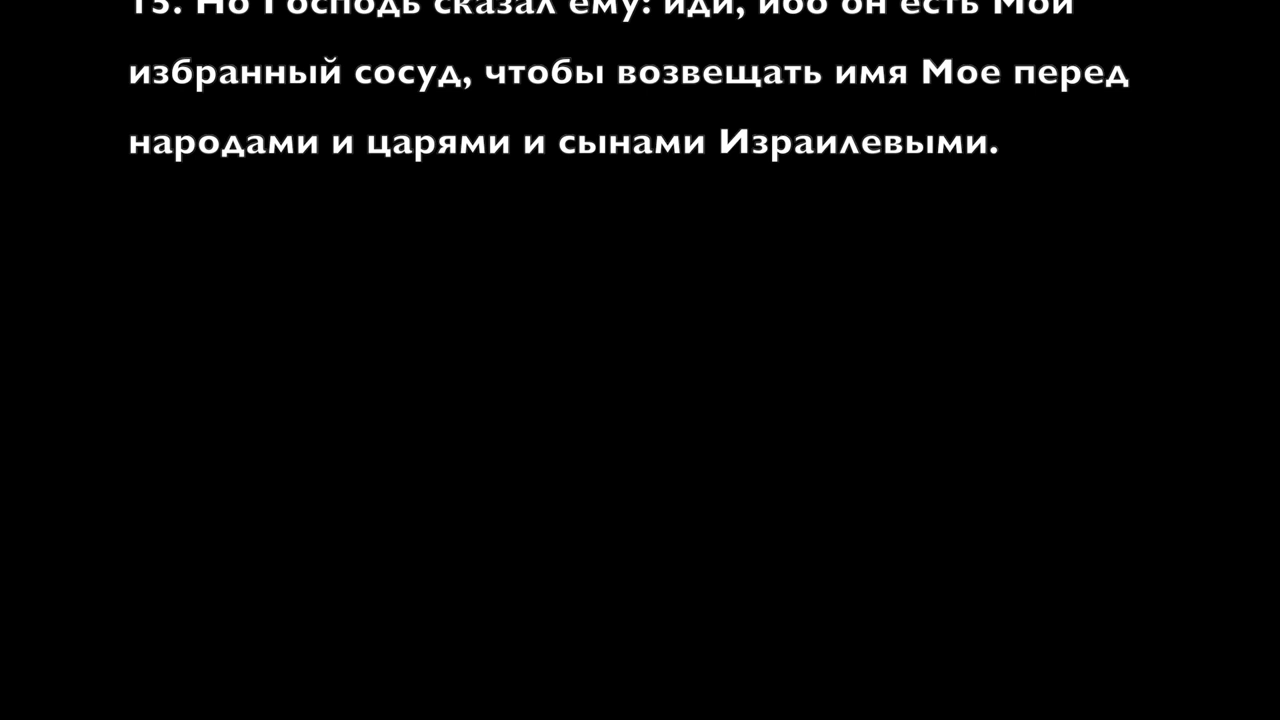 15. Но Господь сказал ему: иди, ибо он есть Мой
избранный сосуд, чтобы возвещать имя Мое перед
народами и царями и сынами Израилевыми.